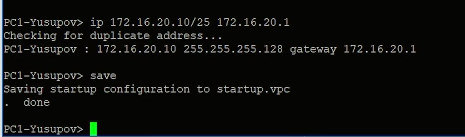 PC1-Yusupov> ip 172.16.20.10/25 172.16.20.1
Checking for duplicate address...
PC1-Yusupov : 172.16.20.10 255.255.255.128 gateway 172.16.20.1
PC1-Yusupov> save
Saving startup configuration to startup.vpc
.  done
PC1-Yusupov>